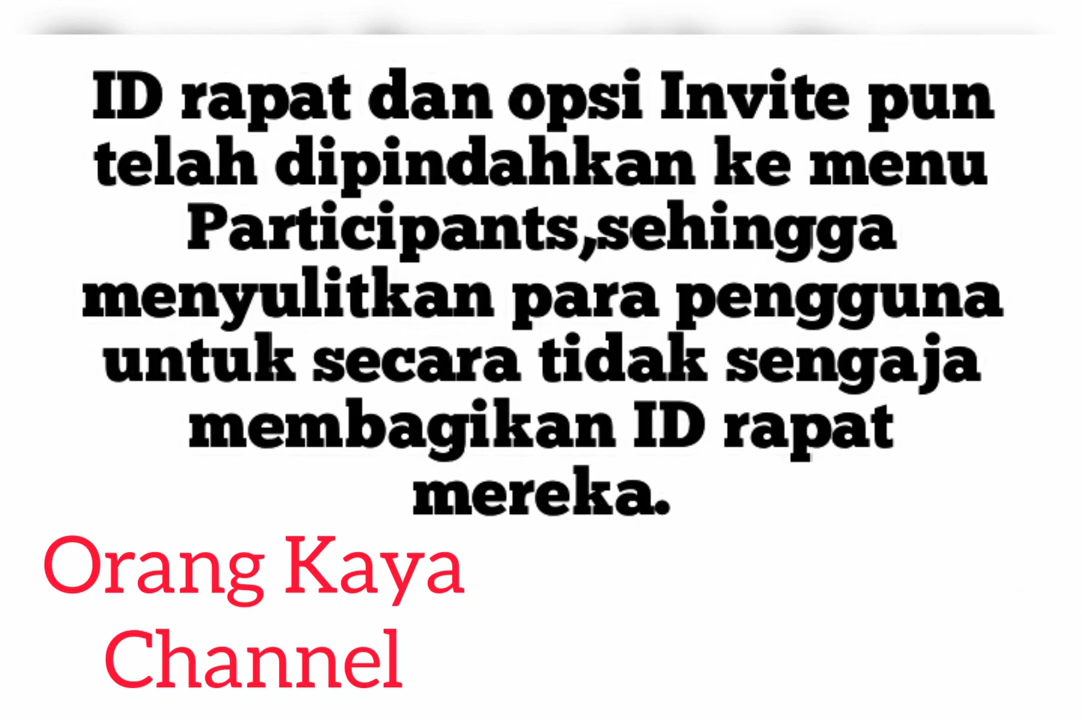 ID rapat dan opsi Invite pun
telah dipindahkan ke menu
Participants,sehingga
menyulitkan para pengguna
untuk secara tidak sengaja
membagikan ID rapat
mereka.
Orang Kaya
Channel